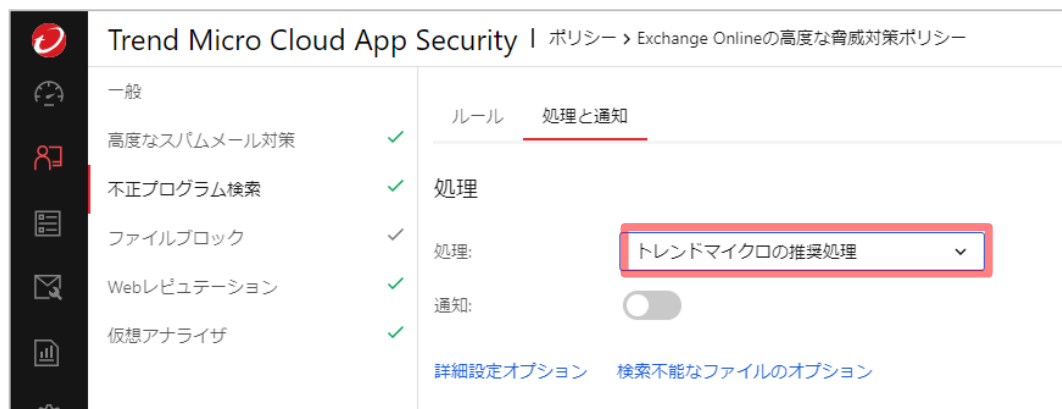 Trend Micro Cloud App Security | ポリシー > Exchange Onlineの高度な脅威対策ポリシー
一般
高度なスパムメール対策
不正プログラム検索
ファイルブロック
Webレピュテーション
仮想アナライザ
ルール 処理と通知
処理
処理: トレンドマイクロの推奨処理
通知:
詳細設定オプション 検索不能なファイルのオプション